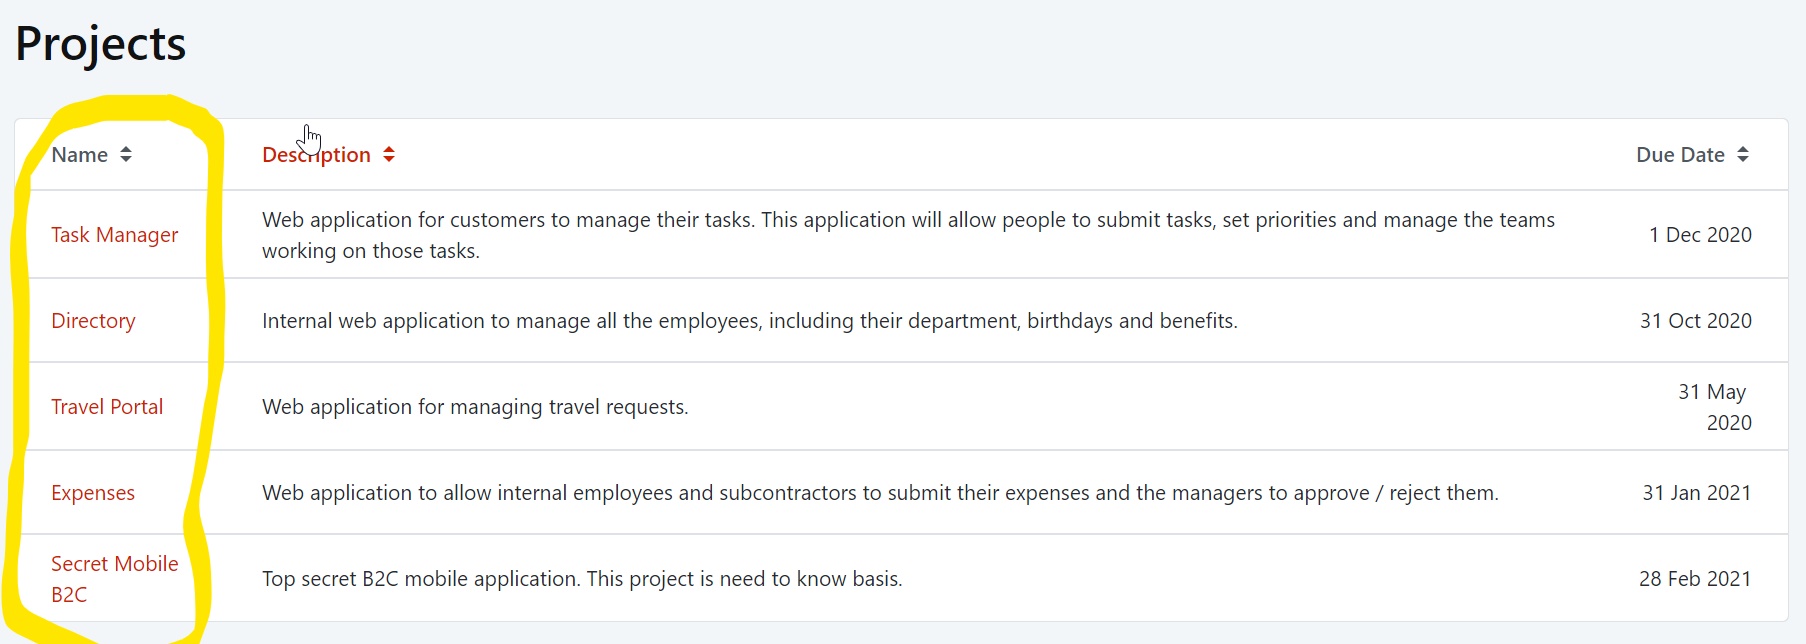 Projects
Name Description Due Date
Task Manager Web application for customers to manage their tasks. This application will allow people to submit tasks, set priorities and manage the teams working on those tasks. 1 Dec 2020
Directory Internal web application to manage all the employees, including their department, birthdays and benefits. 31 Oct 2020
Travel Portal Web application for managing travel requests. 31 May 2020
Expenses Web application to allow internal employees and subcontractors to submit their expenses and the managers to approve / reject them. 31 Jan 2021
Secret Mobile B2C Top secret B2C mobile application. This project is need to know basis. 28 Feb 2021